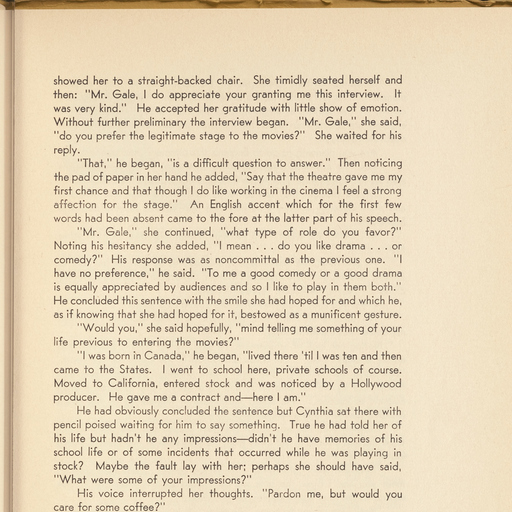 showed her to a straight-backed chair. She timidly seated herself and
then: "Mr. Gale, I do appreciate your granting me this interview. It
was very kind." He accepted her gratitude with little show of emotion.
Without further preliminary the interview began. "Mr. Gale," she said,
"do you prefer the legitimate stage to the movies?" She waited for his
reply.
"That," he began, "is a difficult question to answer." Then noticing
the pad of paper in her hand he added, "Say that the theatre gave me my
first chance and that though I do like working in the cinema I feel a strong
affection for the stage." An English accent which for the first few
words had been absent came to the fore at the latter part of his speech.
"Mr. Gale," she continued, "what type of role do you favor?"
Noting his hesitancy she added, "I mean . . . do you like drama . . . or
comedy?" His response was as noncommittal as the previous one. "I
have no preference," he said. "To me a good comedy or a good drama
is equally appreciated by audiences and so I like to play in them both."
He concluded this sentence with the smile she had hoped for and which he,
as if knowing that she had hoped for it, bestowed as a munificent gesture.
"Would you," she said hopefully, "mind telling me something of your
life previous to entering the movies?"
"I was born in Canada," he began, "lived there 'til I was ten and then
came to the States. I went to school here, private schools of course.
Moved to California, entered stock and was noticed by a Hollywood
producer. He gave me a contract and—here I am."
He had obviously concluded the sentence but Cynthia sat there with
pencil poised waiting for him to say something. True he had told her of
his life but hadn't he any impressions—didn't he have memories of his
school life or of some incidents that occurred while he was playing in
stock? Maybe the fault lay with her; perhaps she should have said,
"What were some of your impressions?"
His voice interrupted her thoughts. "Pardon me, but would you
care for some coffee?"